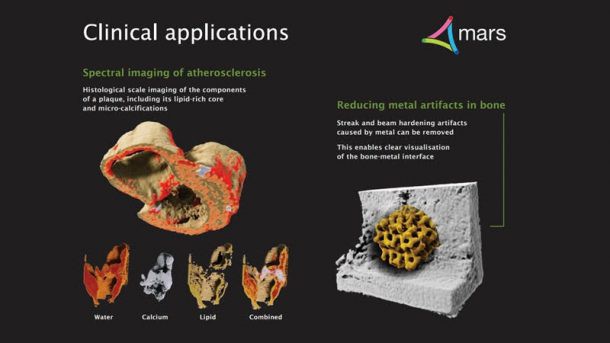 Clinical applications
mars
Spectral imaging of atherosclerosis
Histological scale imaging of the components
of a plaque, including its lipid-rich core
and micro-calcifications
Reducing metal artifacts in bone
Streak and beam hardening artifacts
caused by metal can be removed
This enables clear visualisation
of the bone-metal interface
Water
Calcium
Lipid
Combined